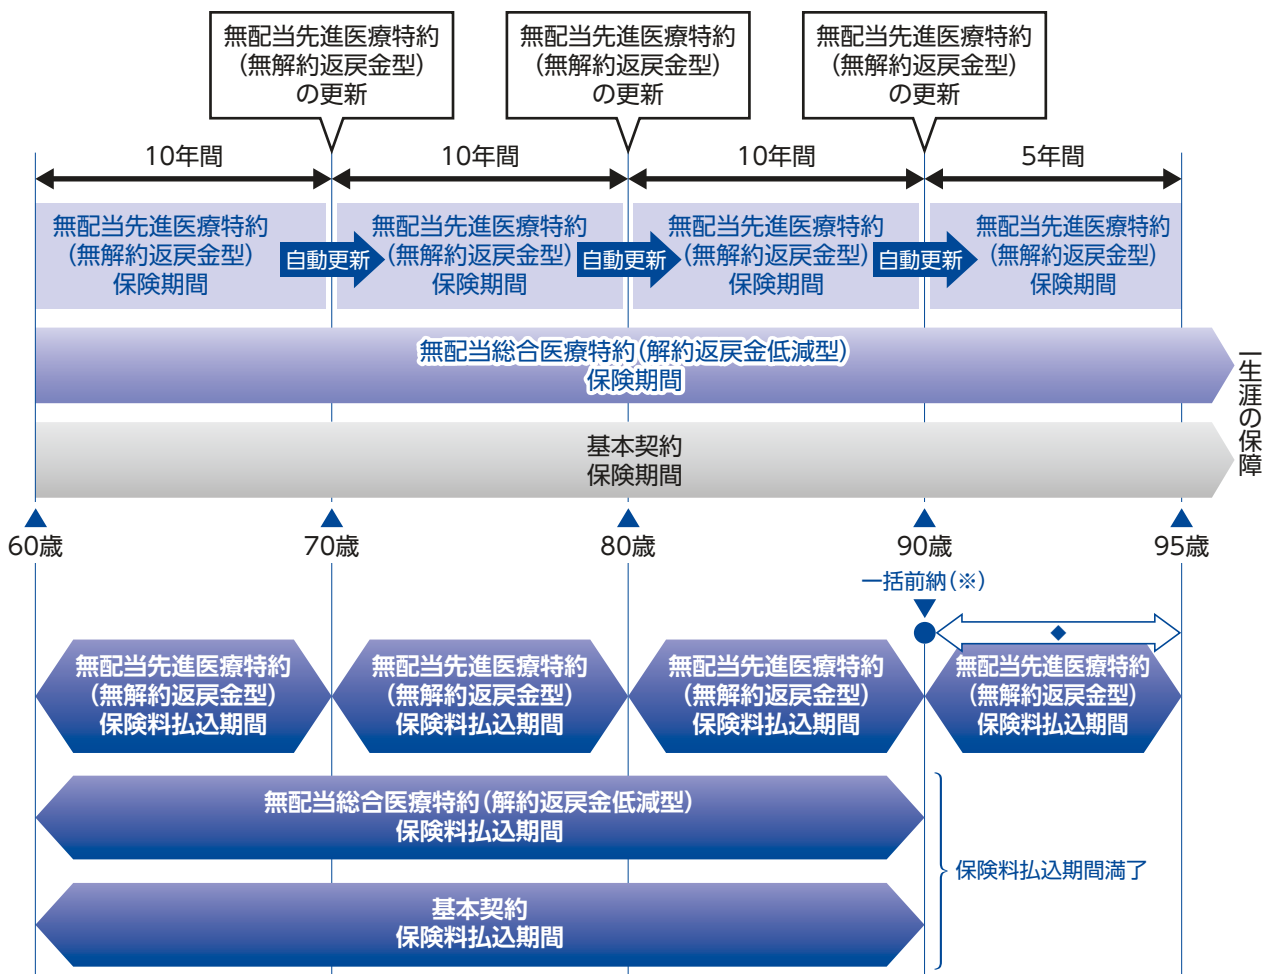 無配当先進医療特約
(無解約返戻金型)
の更新
無配当先進医療特約
(無解約返戻金型)
の更新
無配当先進医療特約
(無解約返戻金型)
の更新
10年間
10年間
10年間
5年間
無配当先進医療特約
(無解約返戻金型)
保険期間
自動更新
無配当先進医療特約
(無解約返戻金型)
保険期間
自動更新
無配当先進医療特約
(無解約返戻金型)
保険期間
自動更新
無配当先進医療特約
(無解約返戻金型)
保険期間
無配当総合医療特約(解約返戻金低減型)
保険期間
基本契約
保険期間
一生涯の保障
60歳
70歳
80歳
90歳
95歳
一括前納(※)
無配当先進医療特約
(無解約返戻金型)
保険料払込期間
無配当先進医療特約
(無解約返戻金型)
保険料払込期間
無配当先進医療特約
(無解約返戻金型)
保険料払込期間
無配当先進医療特約
(無解約返戻金型)
保険料払込期間
無配当総合医療特約(解約返戻金低減型)
保険料払込期間
基本契約
保険料払込期間
保険料払込期間満了